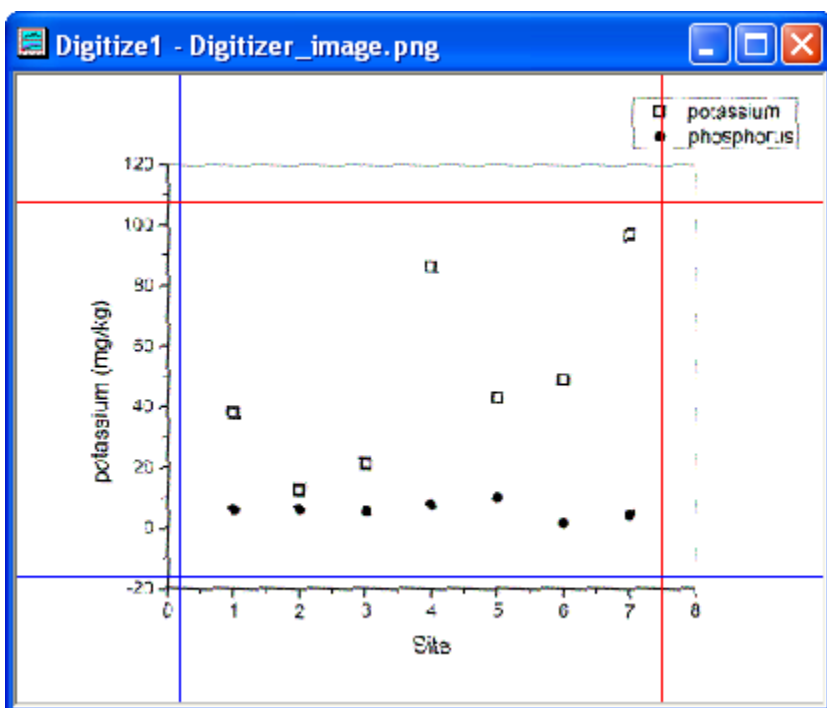 Digitize1 - Digitizer_image.png
potassium
phosphorus
120
100
80
60
40
20
0
-20
potassium (mg/kg)
0 1 2 3 4 5 6 7 8
Site